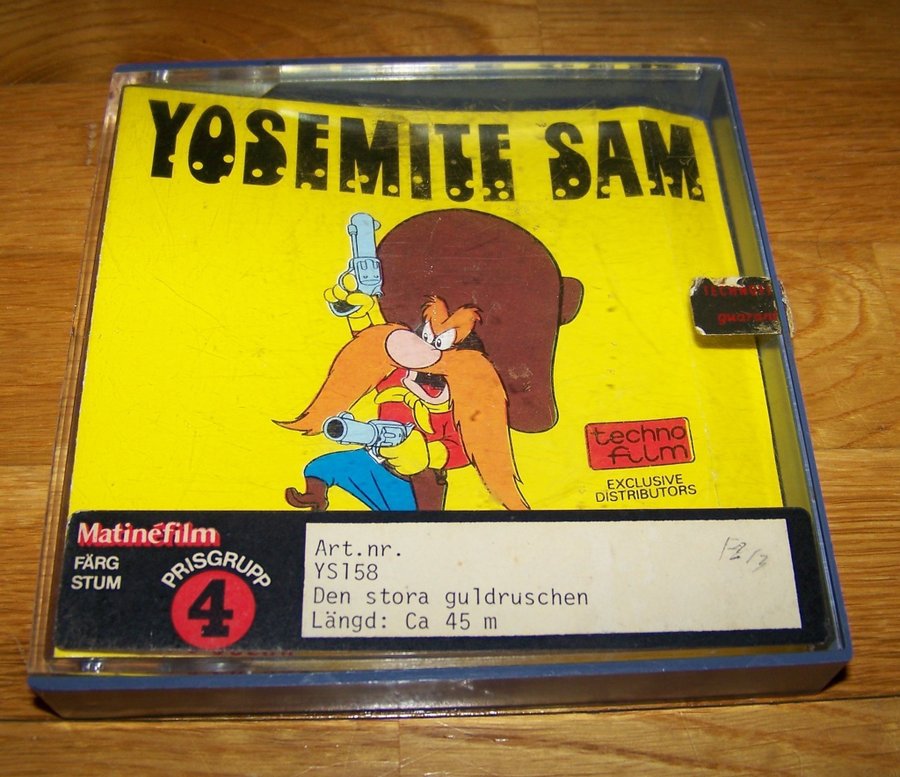 YOSEMITE SAM
techno
film
EXCLUSIVE
DISTRIBUTORS
Matinéfilm
FÄRG
STUM
PRISGRUPP
4
Art.nr.
YS158
Den stora guldruschen
Längd: Ca 45 m